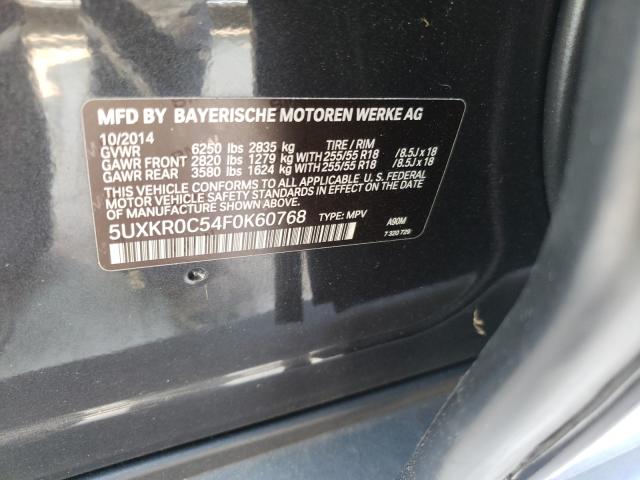 MFD BY BAYERISCHE MOTOREN WERKE AG
10/2014
GVWR 6250 lbs 2835 kg TIRE / RIM
GAWR FRONT 2820 lbs 1279 kg WITH 255/55 R18 /8.5J x 18
GAWR REAR 3580 lbs 1624 kg WITH 255/55 R18 /8.5J x 18
THIS VEHICLE CONFORMS TO ALL APPLICABLE U.S. FEDERAL
MOTOR VEHICLE SAFETY STANDARDS IN EFFECT ON THE DATE
OF MANUFACTURE SHOWN ABOVE.
5UXKR0C54F0K60768 TYPE: MPV A90M
7 320 729